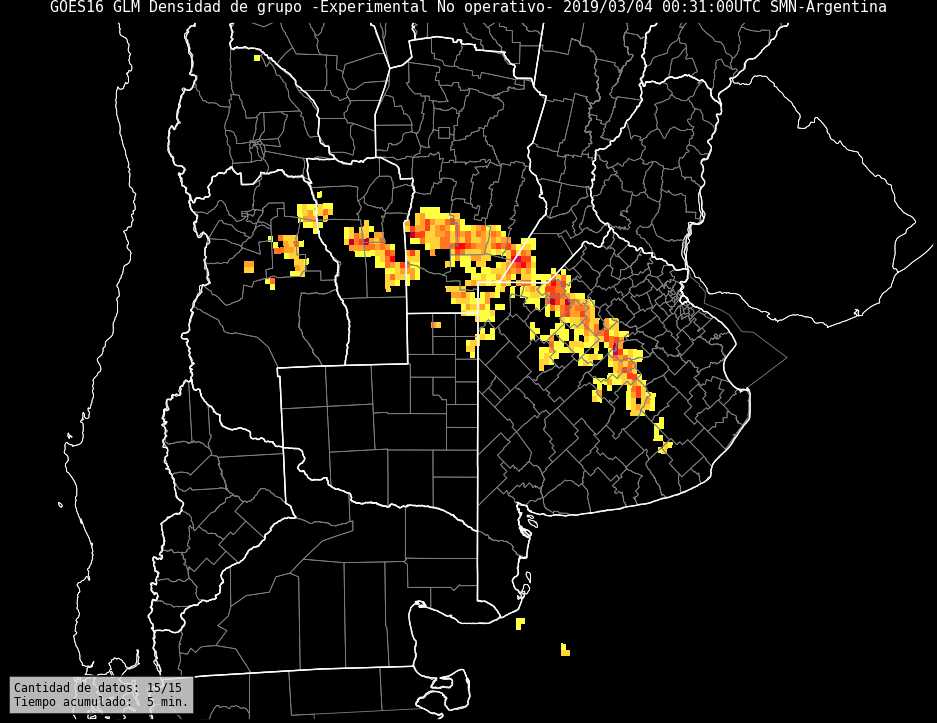 GOES16 GLM Densidad de grupo -Experimental No operativo- 2019/03/04 00:31:00UTC SMN-Argentina
Cantidad de datos: 15/15
Tiempo acumulado:  5 min.